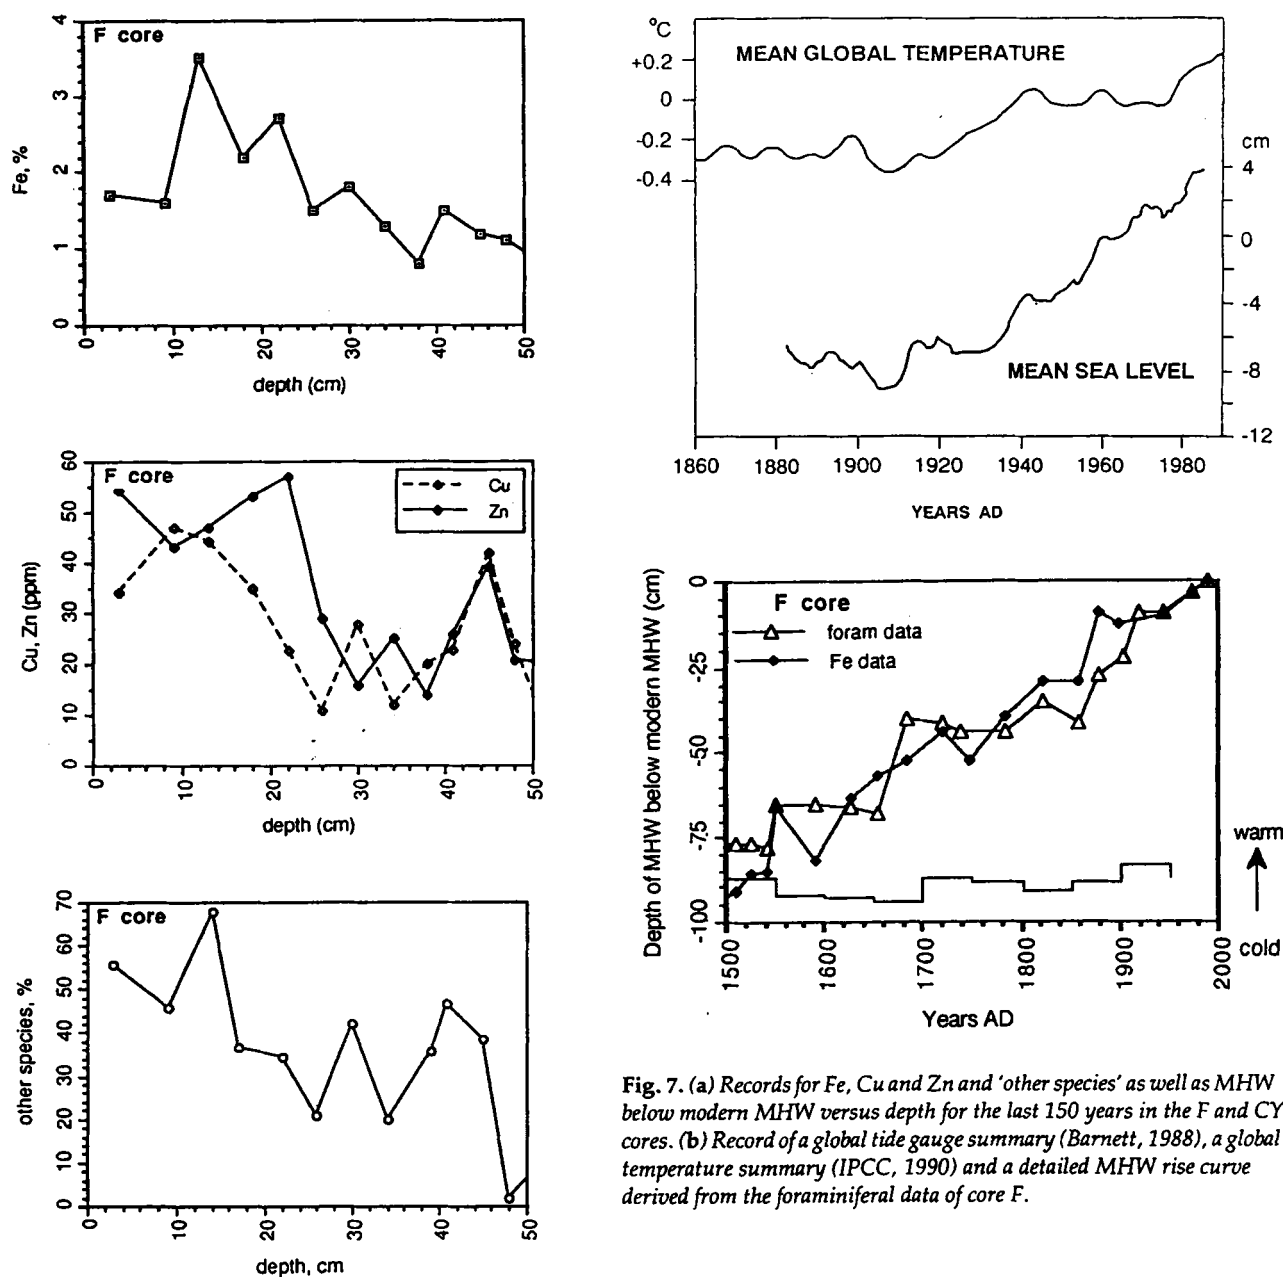 F core
Fe, %
4
3
2
1
0
0 10 20 30 40 50
depth (cm)
F core
Cu
Zn
Cu, Zn (ppm)
60
50
40
30
20
10
0
0 10 20 30 40 50
depth (cm)
F core
other species, %
70
60
50
40
30
20
10
0
0 10 20 30 40 50
depth, cm
°C
+0.2
0
-0.2
-0.4
MEAN GLOBAL TEMPERATURE
cm
4
0
-4
-8
-12
MEAN SEA LEVEL
1860 1880 1900 1920 1940 1960 1980
YEARS AD
F core
foram data
Fe data
Depth of MHW below modern MHW (cm)
0
-25
-50
-75
-100
warm
cold
1500 1600 1700 1800 1900 2000
Years AD
Fig. 7. (a) Records for Fe, Cu and Zn and 'other species' as well as MHW
below modern MHW versus depth for the last 150 years in the F and CY
cores. (b) Record of a global tide gauge summary (Barnett, 1988), a global
temperature summary (IPCC, 1990) and a detailed MHW rise curve
derived from the foraminiferal data of core F.